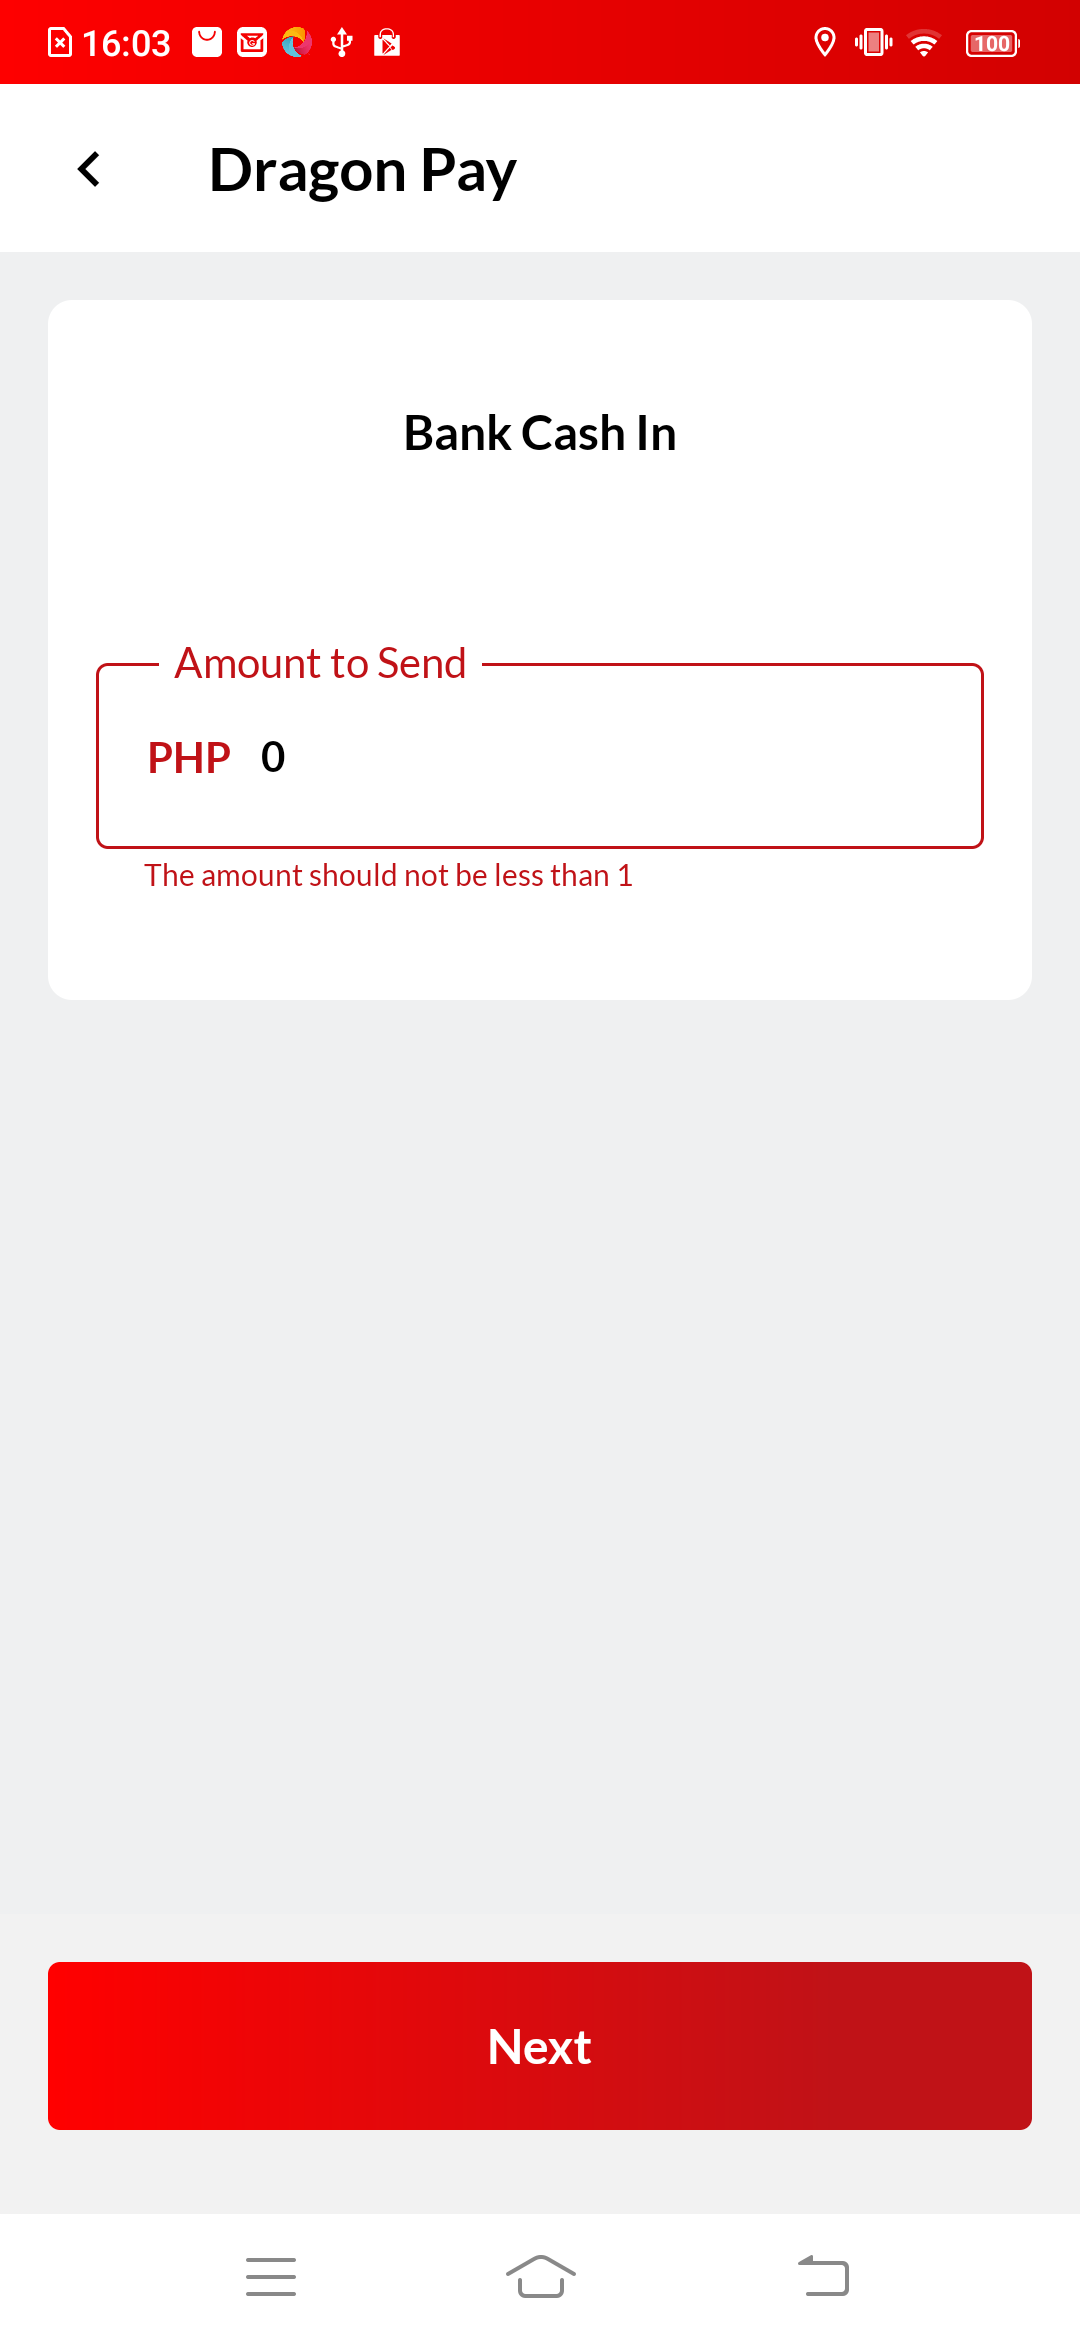 16:03
100
Dragon Pay
Bank Cash In
Amount to Send
PHP 0
The amount should not be less than 1
Next